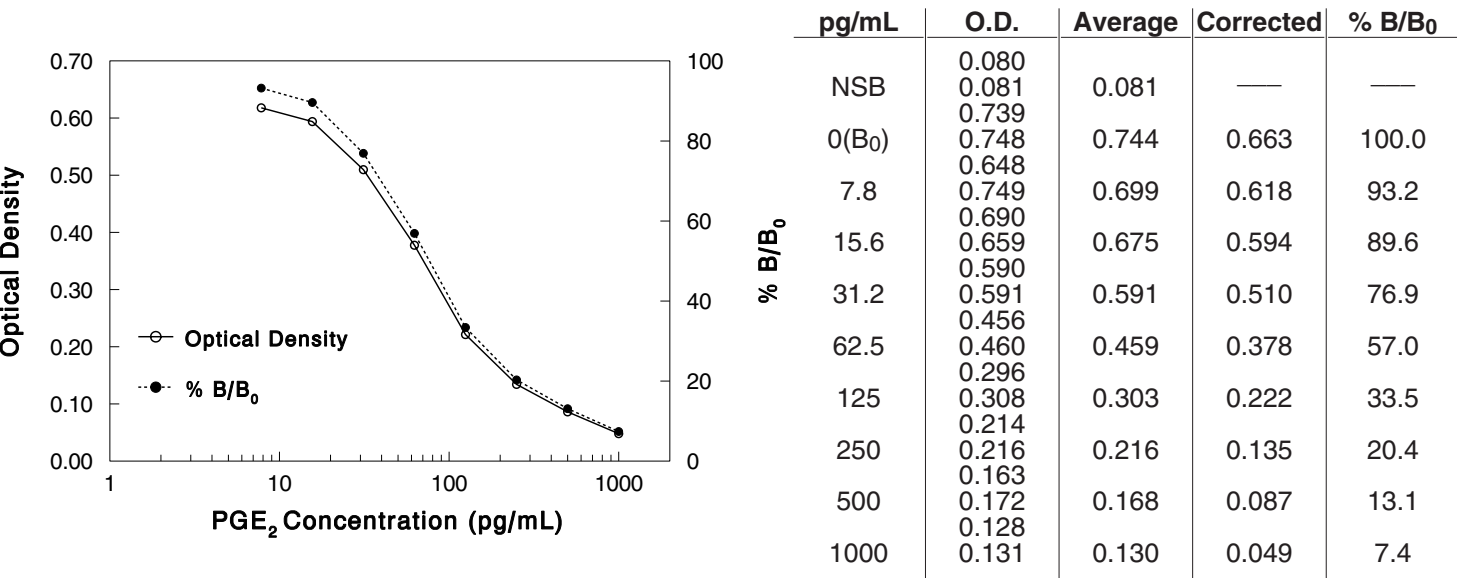 0.70
0.60
0.50
0.40
0.30
0.20
0.10
0.00
Optical Density
Optical Density
% B/B0
1 10 100 1000
PGE2 Concentration (pg/mL)
100
80
60
40
20
0
% B/B0
pg/mL O.D. Average Corrected % B/B0
0.080
NSB 0.081 0.081 — —
0.739
0(B0) 0.748 0.744 0.663 100.0
0.648
7.8 0.749 0.699 0.618 93.2
0.690
15.6 0.659 0.675 0.594 89.6
0.590
31.2 0.591 0.591 0.510 76.9
0.456
62.5 0.460 0.459 0.378 57.0
0.296
125 0.308 0.303 0.222 33.5
0.214
250 0.216 0.216 0.135 20.4
0.163
500 0.172 0.168 0.087 13.1
0.128
1000 0.131 0.130 0.049 7.4